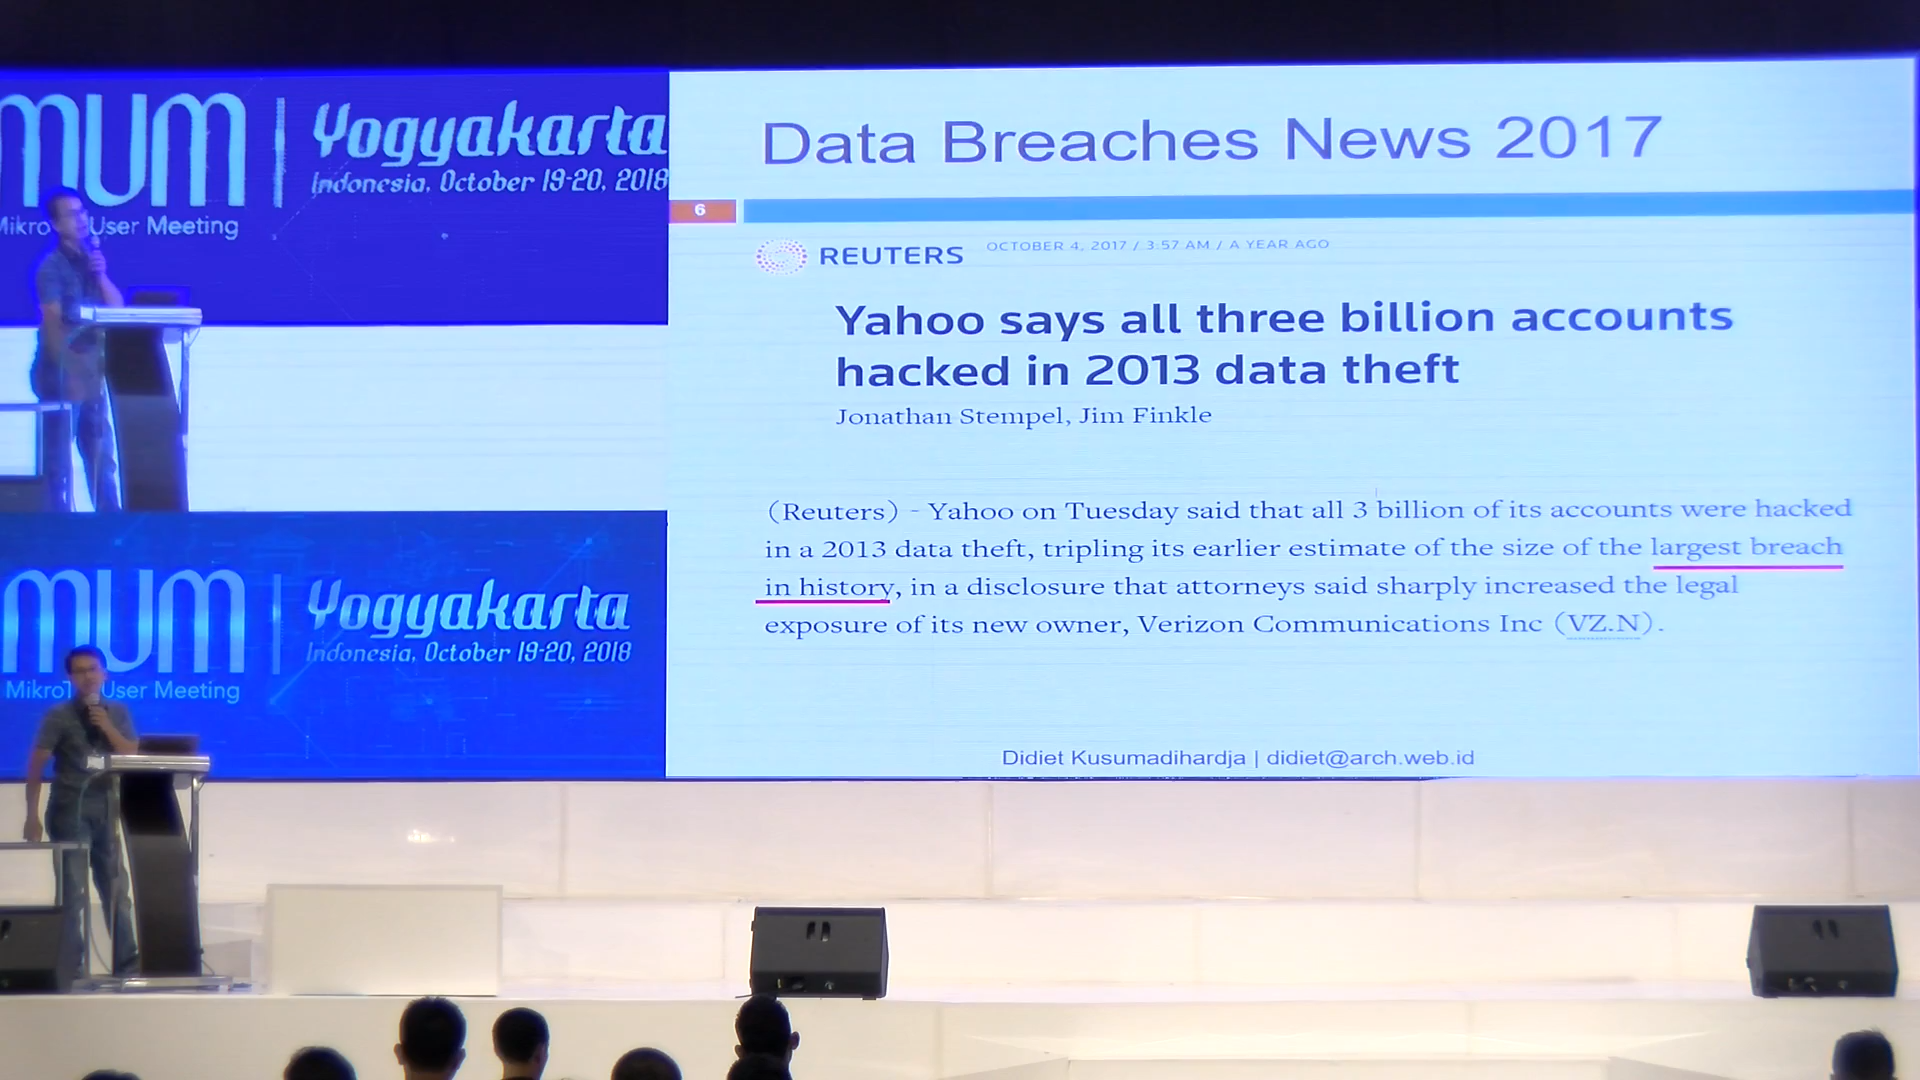 MUM
Yogyakarta
Indonesia, October 19-20, 2018
User Meeting
Data Breaches News 2017
6
REUTERS
OCTOBER 4, 2017 / 3:57 AM / A YEAR AGO
Yahoo says all three billion accounts
hacked in 2013 data theft
Jonathan Stempel, Jim Finkle
(Reuters) - Yahoo on Tuesday said that all 3 billion of its accounts were hacked
in a 2013 data theft, tripling its earlier estimate of the size of the largest breach
in history, in a disclosure that attorneys said sharply increased the legal
exposure of its new owner, Verizon Communications Inc (VZ.N).
Didiet Kusumadihardja | didiet@arch.web.id
MUM
Yogyakarta
Indonesia, October 19-20, 2018
User Meeting